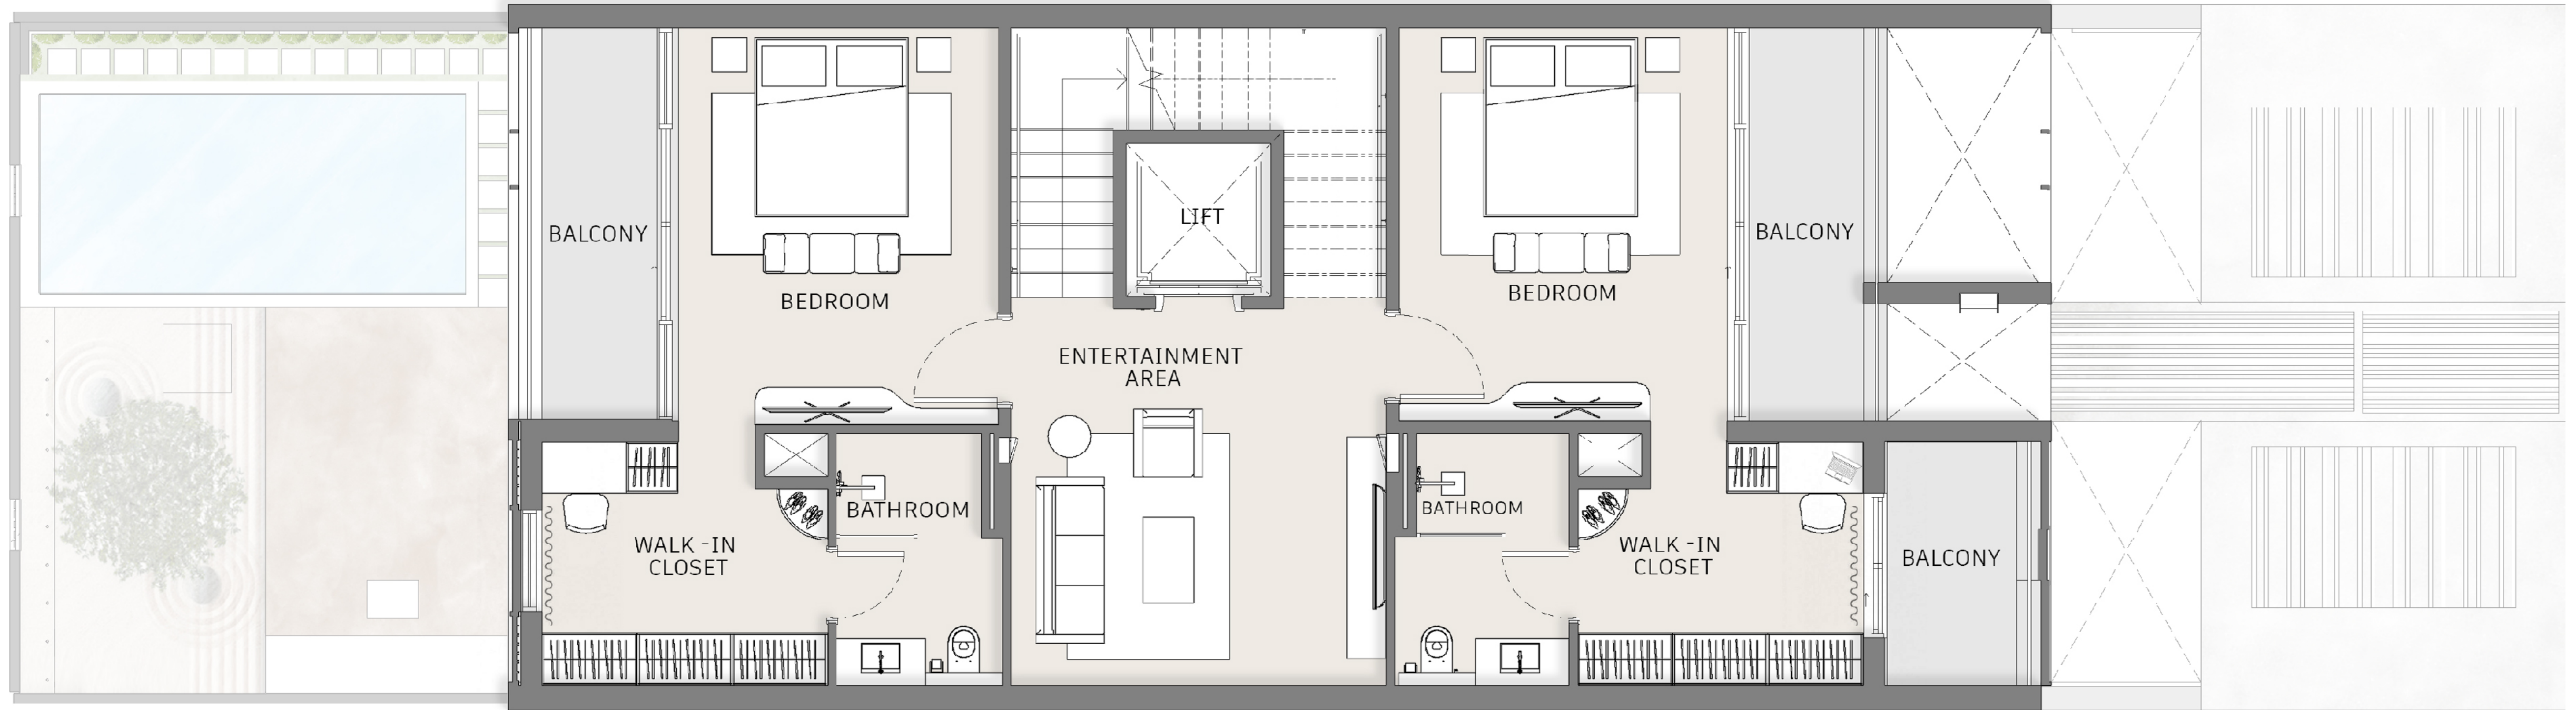 BALCONY
BEDROOM
LIFT
BEDROOM
BALCONY
ENTERTAINMENT
AREA
BATHROOM
WALK -IN
CLOSET
BATHROOM
WALK -IN
CLOSET
BALCONY